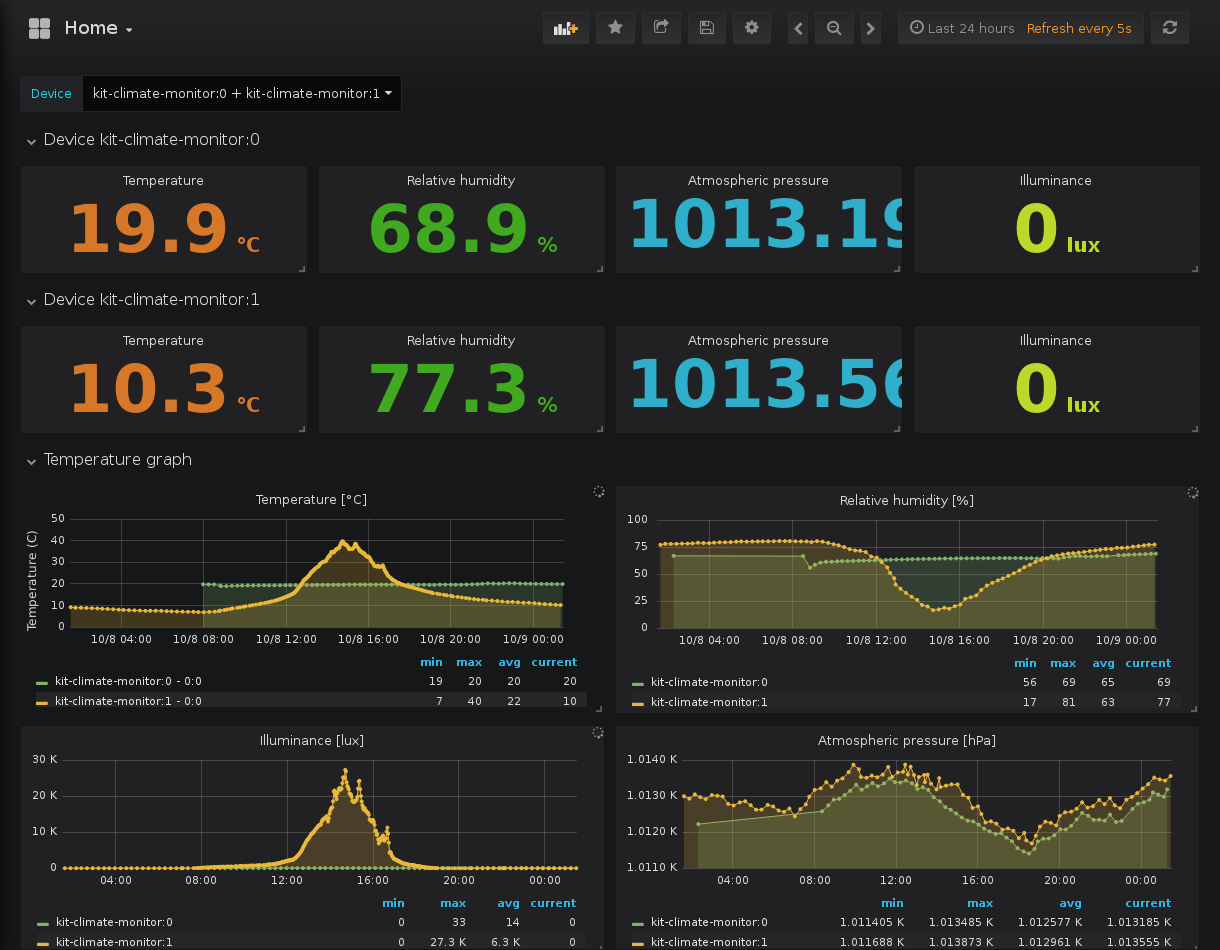 Home
Last 24 hours Refresh every 5s
Device kit-climate-monitor:0 + kit-climate-monitor:1
Device kit-climate-monitor:0
Temperature Relative humidity Atmospheric pressure Illuminance
19.9 °C 68.9 % 1013.19 0 lux
Device kit-climate-monitor:1
Temperature Relative humidity Atmospheric pressure Illuminance
10.3 °C 77.3 % 1013.56 0 lux
Temperature graph
Temperature [°C]
Temperature (C)
50
40
30
20
10
0
10/8 04:00 10/8 08:00 10/8 12:00 10/8 16:00 10/8 20:00 10/9 00:00
min max avg current
kit-climate-monitor:0 - 0:0 19 20 20 20
kit-climate-monitor:1 - 0:0 7 40 22 10
Relative humidity [%]
100
75
50
25
0
10/8 04:00 10/8 08:00 10/8 12:00 10/8 16:00 10/8 20:00 10/9 00:00
min max avg current
kit-climate-monitor:0 56 69 65 69
kit-climate-monitor:1 17 81 63 77
Illuminance [lux]
30 K
20 K
10 K
0
04:00 08:00 12:00 16:00 20:00 00:00
min max avg current
kit-climate-monitor:0 0 33 14 0
kit-climate-monitor:1 0 27.3 K 6.3 K 0
Atmospheric pressure [hPa]
1.0140 K
1.0130 K
1.0120 K
1.0110 K
04:00 08:00 12:00 16:00 20:00 00:00
min max avg current
kit-climate-monitor:0 1.011405 K 1.013485 K 1.012577 K 1.013185 K
kit-climate-monitor:1 1.011688 K 1.013873 K 1.012961 K 1.013555 K